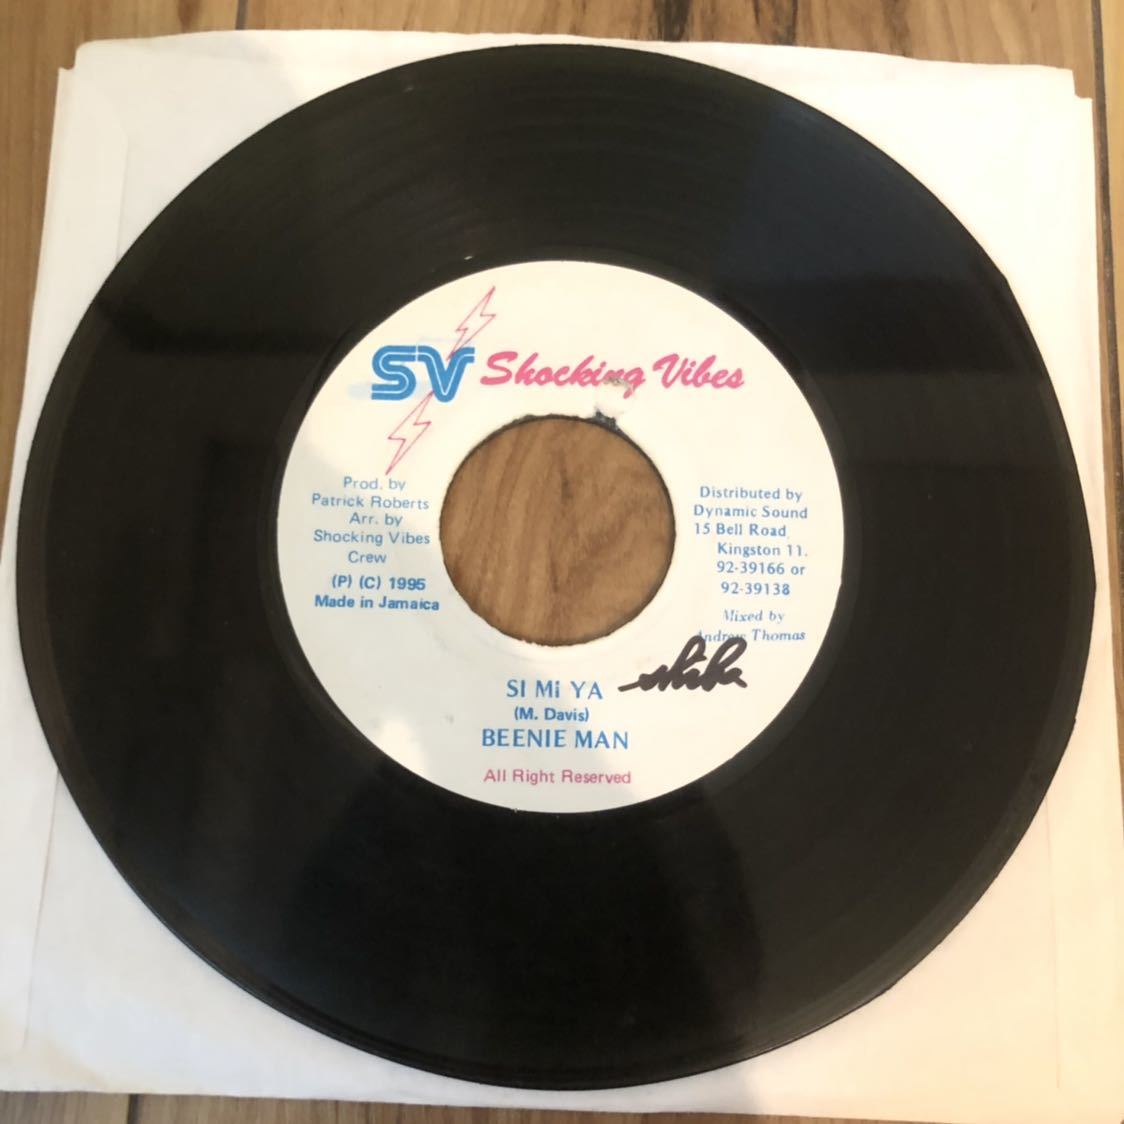 SV Shocking Vibes
Prod. by
Patrick Roberts
Arr. by
Shocking Vibes
Crew
(P) (C) 1995
Made in Jamaica
Distributed by
Dynamic Sound
15 Bell Road
Kingston 11.
92-39166 or
92-39138
Mixed by
Andrew Thomas
SI Mi YA
(M. Davis)
BEENIE MAN
All Right Reserved